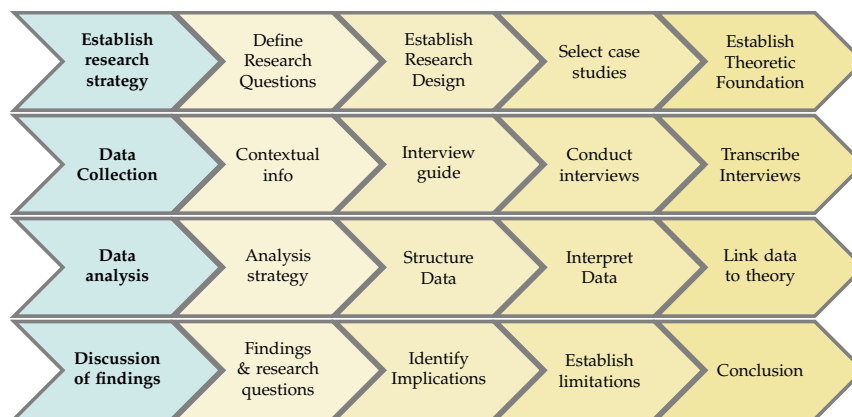 Establish
research
strategy
Define
Research
Questions
Establish
Research
Design
Select case
studies
Establish
Theoretic
Foundation
Data
Collection
Contextual
info
Interview
guide
Conduct
interviews
Transcribe
Interviews
Data
analysis
Analysis
strategy
Structure
Data
Interpret
Data
Link data
to theory
Discussion
of findings
Findings
& research
questions
Identify
Implications
Establish
limitations
Conclusion